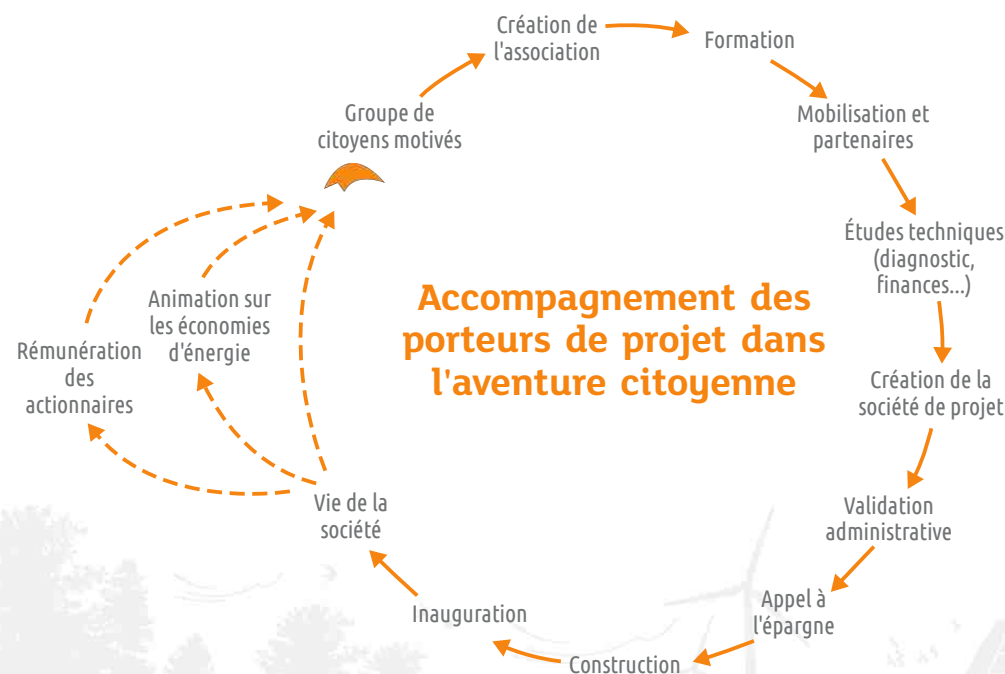 Création de
l'association
Formation
Groupe de
citoyens motivés
Mobilisation et
partenaires
Études techniques
(diagnostic,
finances...)
Accompagnement des
porteurs de projet dans
l'aventure citoyenne
Animation sur
les économies
d'énergie
Rémunération
des
actionnaires
Création de la
société de projet
Validation
administrative
Vie de la
société
Appel à
l'épargne
Inauguration
Construction